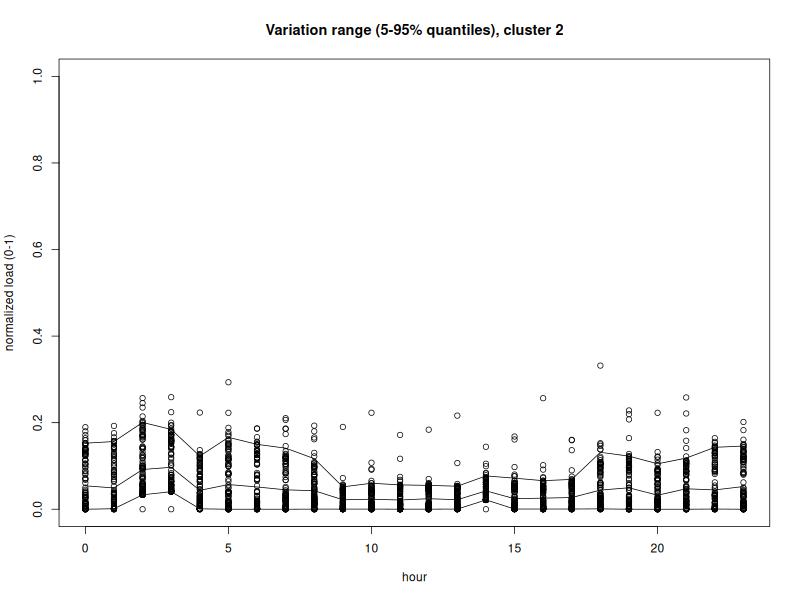 Variation range (5-95% quantiles), cluster 2
normalized load (0-1)
1.0
0.8
0.6
0.4
0.2
0.0
0 5 10 15 20
hour